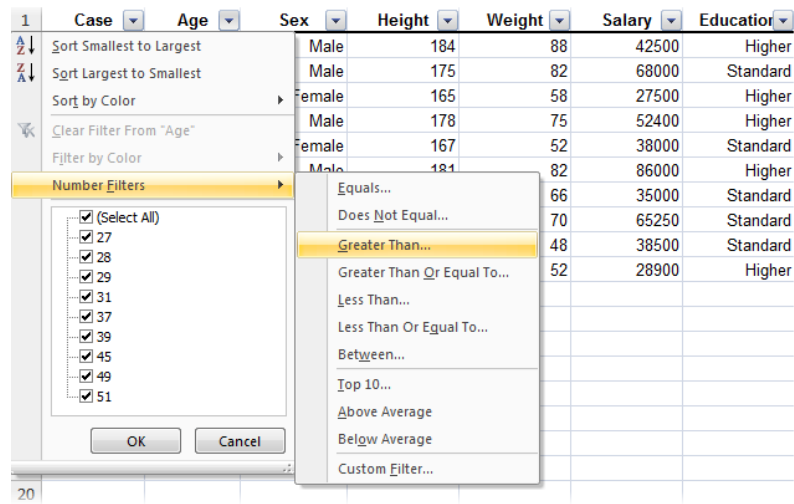 1 Case Age Sex Height Weight Salary Education
Sort Smallest to Largest Male 184 88 42500 Higher
Sort Largest to Smallest Male 175 82 68000 Standard
Sort by Color Female 165 58 27500 Higher
Clear Filter From "Age" Male 178 75 52400 Higher
Filter by Color Female 167 52 38000 Standard
Male 181 82 86000 Higher
Number Filters
Equals... 66 35000 Standard
(Select All) Does Not Equal... 70 65250 Standard
27
28 Greater Than... 48 38500 Standard
29 Greater Than Or Equal To... 52 28900 Higher
31 Less Than...
37 Less Than Or Equal To...
39 Between...
45
49 Top 10...
51 Above Average
OK Cancel Below Average
Custom Filter...
20